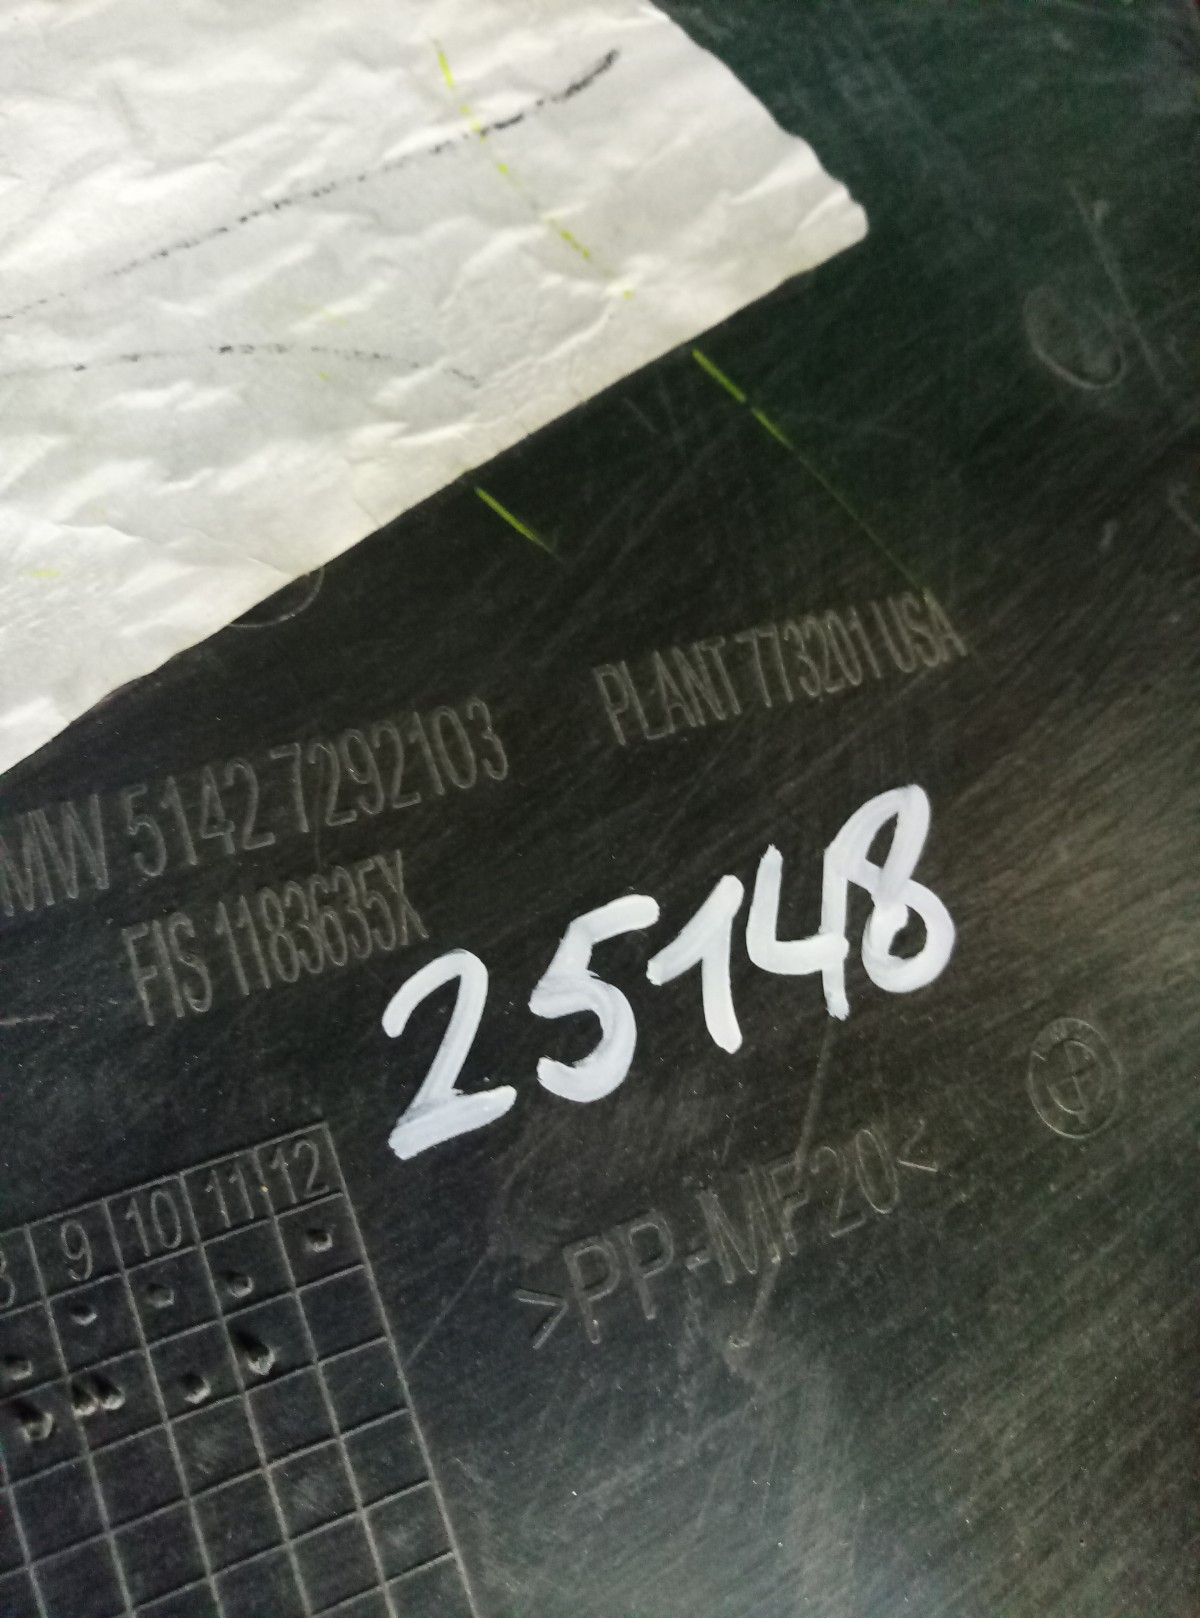 PLANT 773201 USA
MW 5142 7292103
FIS 1183635X
25148
>PP-MF20<
9 10 11 12